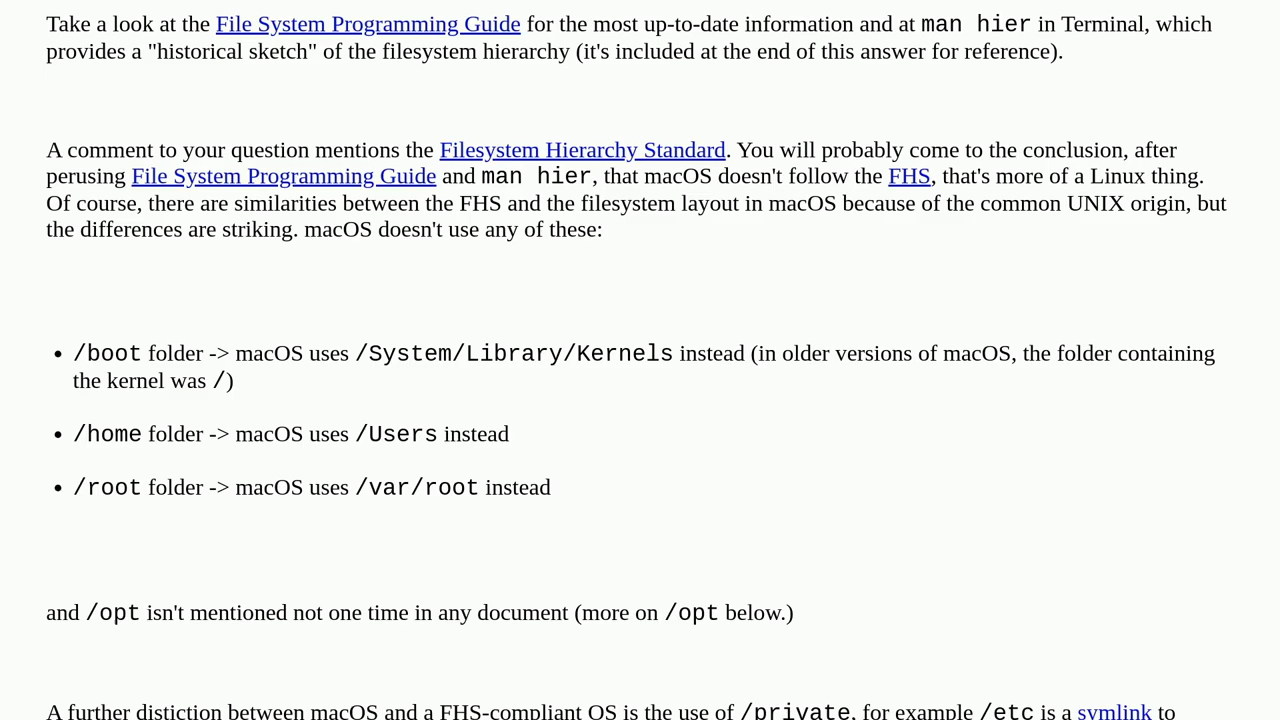 Take a look at the File System Programming Guide for the most up-to-date information and at man hier in Terminal, which
provides a "historical sketch" of the filesystem hierarchy (it's included at the end of this answer for reference).
A comment to your question mentions the Filesystem Hierarchy Standard. You will probably come to the conclusion, after
perusing File System Programming Guide and man hier, that macOS doesn't follow the FHS, that's more of a Linux thing.
Of course, there are similarities between the FHS and the filesystem layout in macOS because of the common UNIX origin, but
the differences are striking. macOS doesn't use any of these:
• /boot folder -> macOS uses /System/Library/Kernels instead (in older versions of macOS, the folder containing
the kernel was /)
• /home folder -> macOS uses /Users instead
• /root folder -> macOS uses /var/root instead
and /opt isn't mentioned not one time in any document (more on /opt below.)
A further distiction between macOS and a FHS-compliant OS is the use of /private, for example /etc is a symlink to